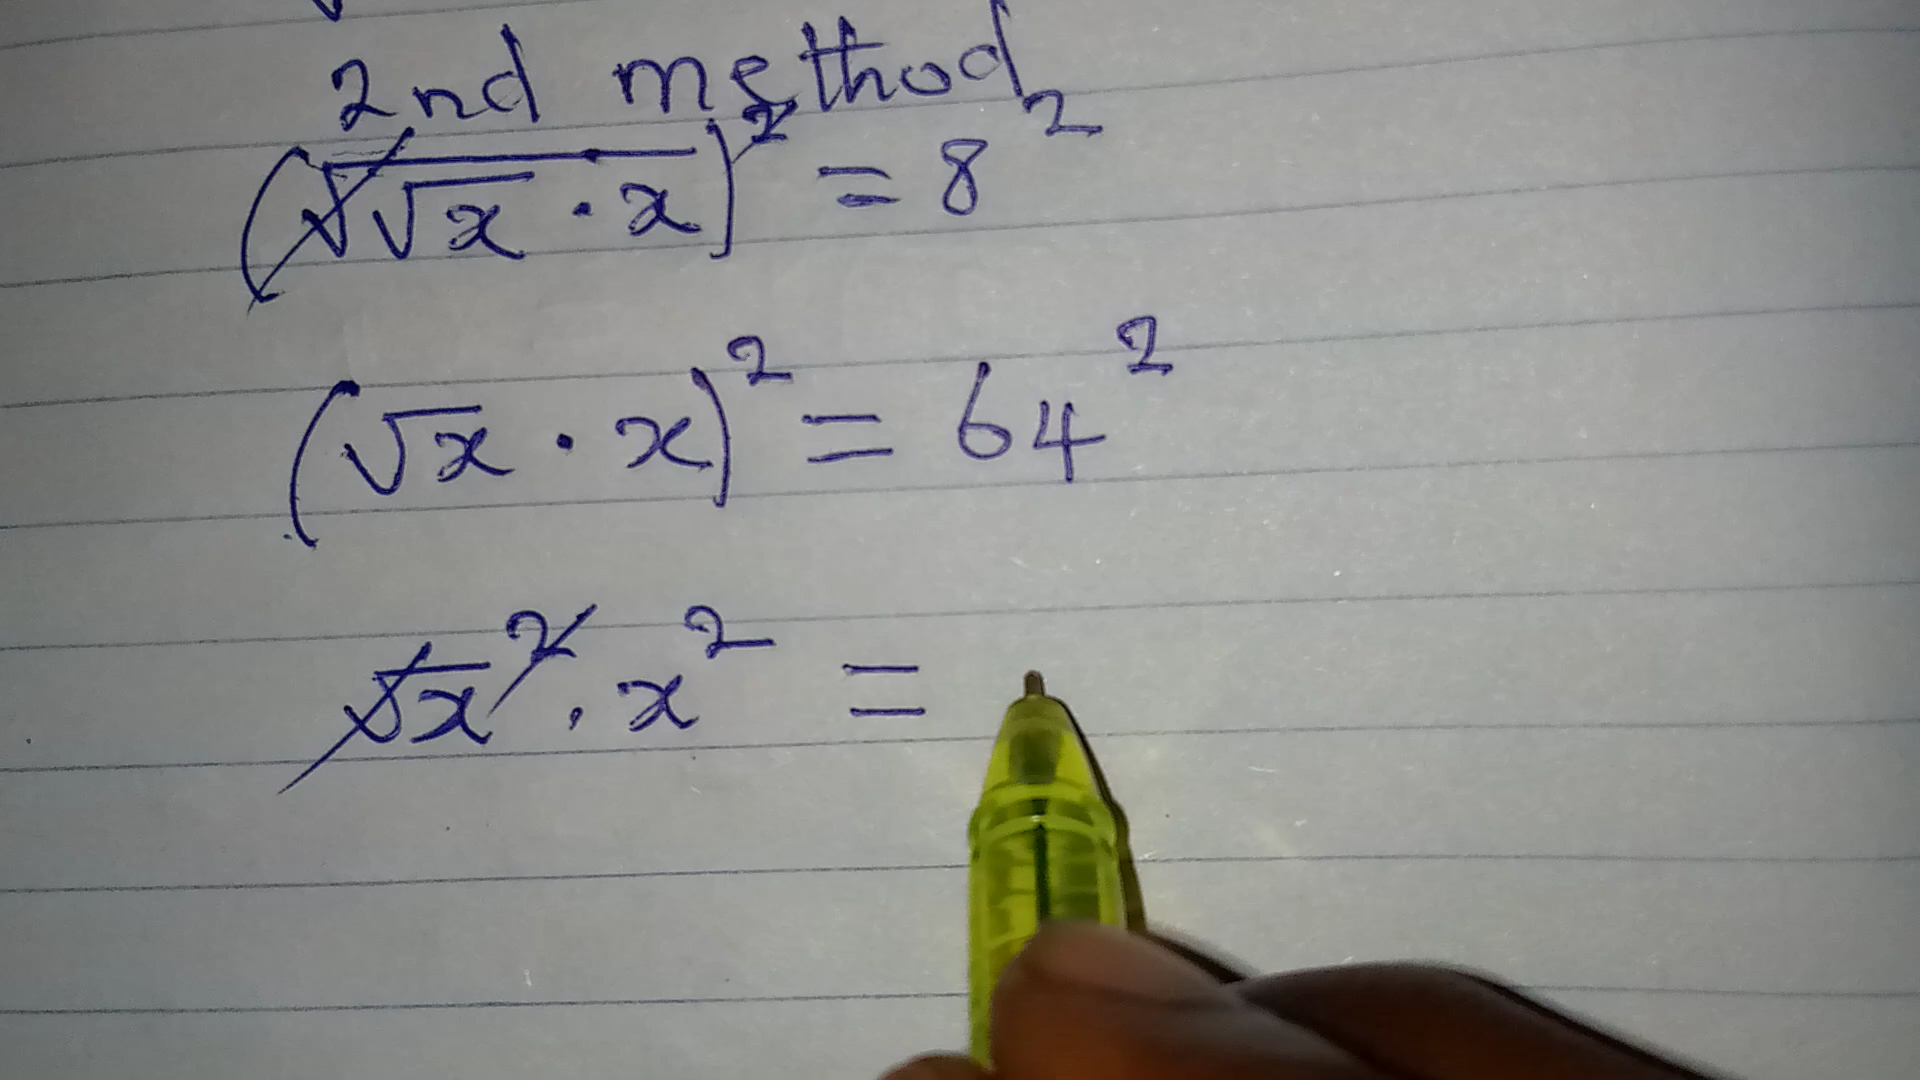 2nd method
(√(√x · x))² = 8²
(√x · x)² = 64²
√x² · x² =